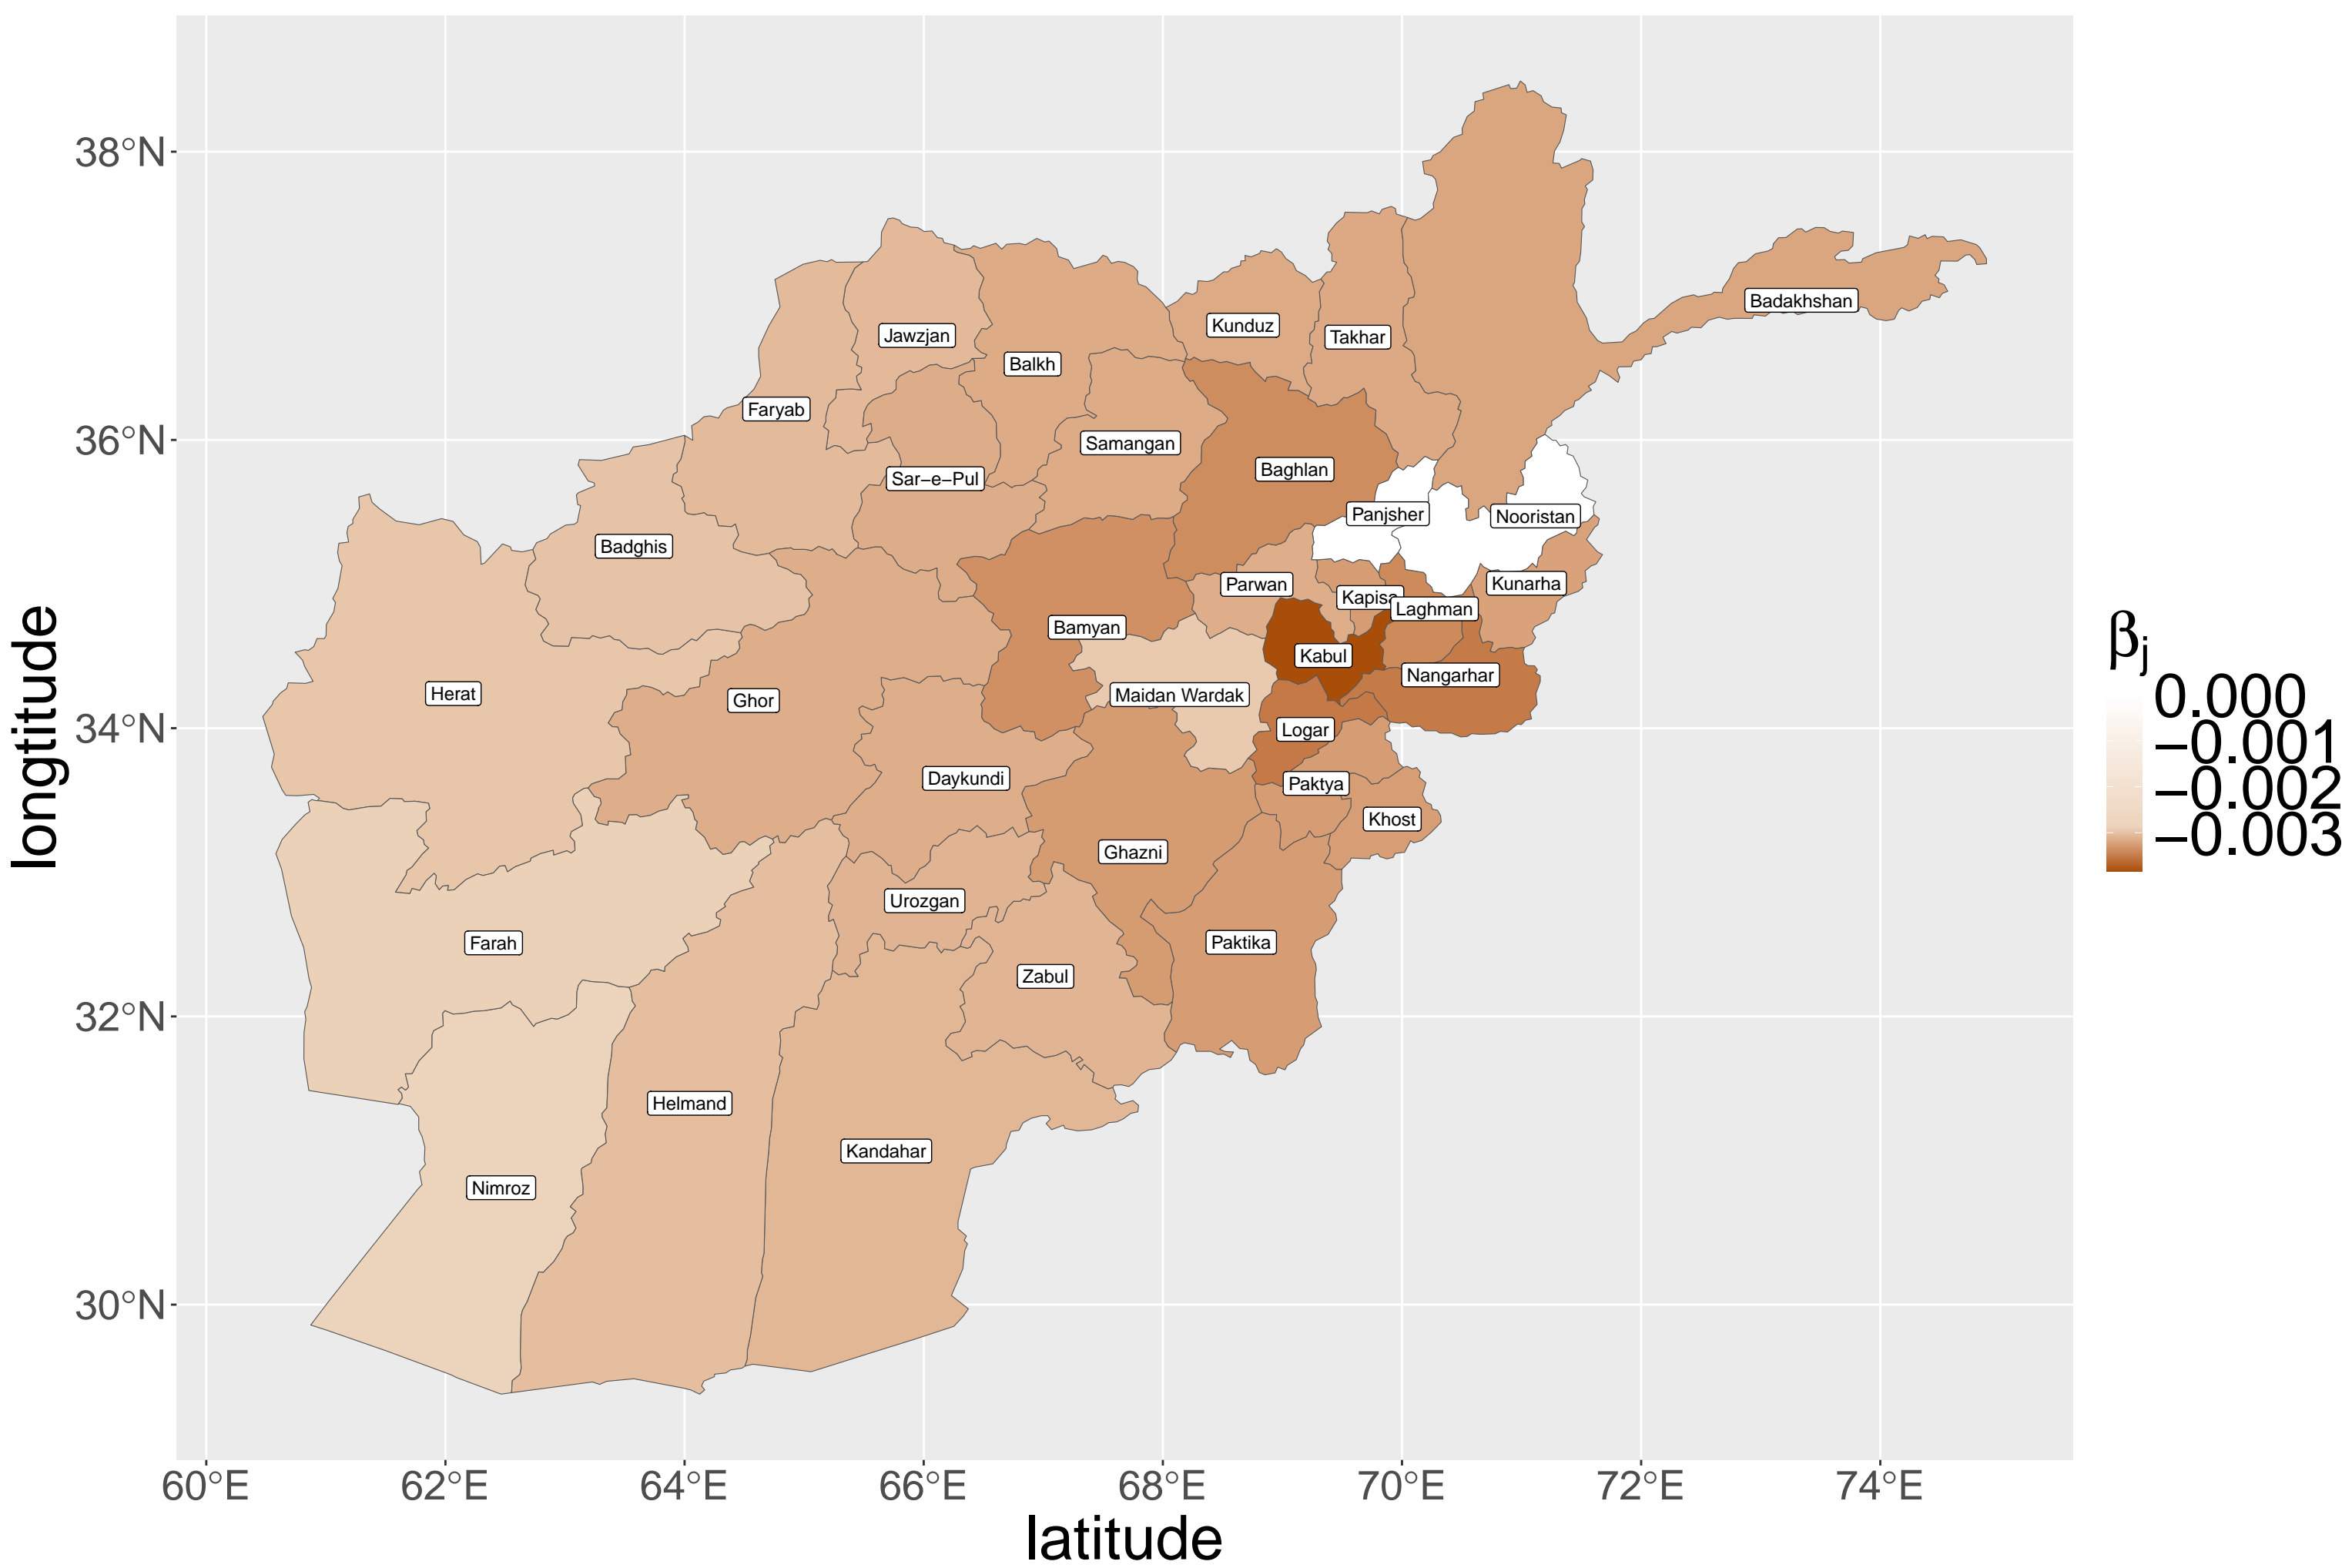 38°N
36°N
34°N
32°N
30°N
longtitude
60°E 62°E 64°E 66°E 68°E 70°E 72°E 74°E
latitude
Badakhshan
Kunduz
Takhar
Jawzjan
Balkh
Faryab
Samangan
Baghlan
Sar−e−Pul
Panjsher
Nooristan
Badghis
Parwan
Kunarha
Kapisa
Laghman
Bamyan
Kabul
Nangarhar
Herat
Ghor
Maidan Wardak
Logar
Daykundi
Paktya
Khost
Ghazni
Urozgan
Farah
Paktika
Zabul
Helmand
Kandahar
Nimroz
βj
0.000
−0.001
−0.002
−0.003